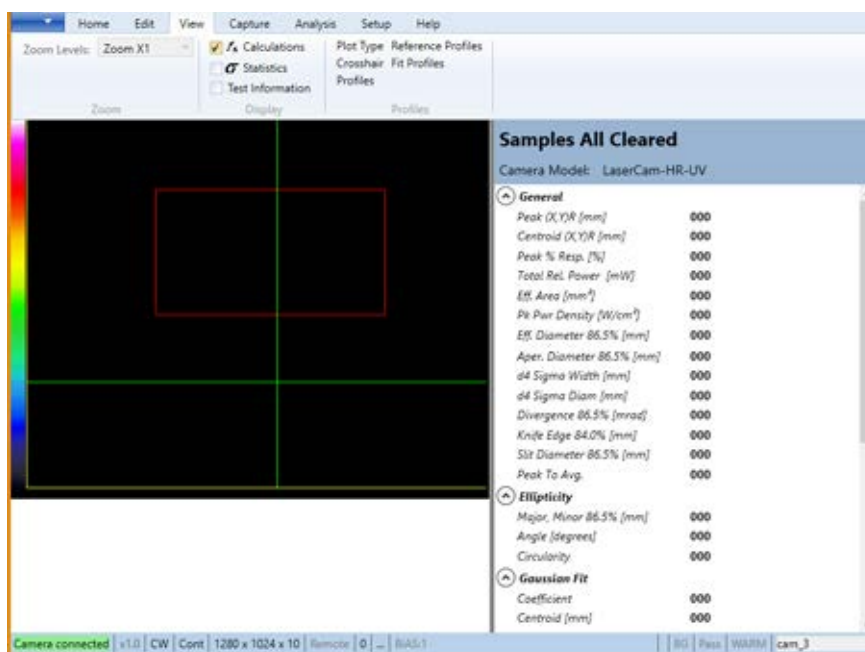 Home Edit View Capture Analysis Setup Help
Zoom Levels: Zoom X1
Calculations
σ Statistics
Test Information
Plot Type Reference Profiles
Crosshair Fit Profiles
Profiles
Zoom Display Profiles
Samples All Cleared
Camera Model: LaserCam-HR-UV
General
Peak (X,Y)R [mm] 000
Centroid (X,Y)R [mm] 000
Peak % Resp. [%] 000
Total Rel. Power [mW] 000
Eff. Area [mm²] 000
Pk Pwr Density [W/cm²] 000
Eff. Diameter 86.5% [mm] 000
Aper. Diameter 86.5% [mm] 000
d4 Sigma Width [mm] 000
d4 Sigma Diam [mm] 000
Divergence 86.5% [mrad] 000
Knife Edge 84.0% [mm] 000
Slit Diameter 86.5% [mm] 000
Peak To Avg. 000
Ellipticity
Major, Minor 86.5% [mm] 000
Angle [degrees] 000
Circularity 000
Gaussian Fit
Coefficient 000
Centroid [mm] 000
Camera connected x1.0 CW Cont 1280 x 1024 x 10 Remote 0 ... BIAS:1 BG Pass WARM cam_3